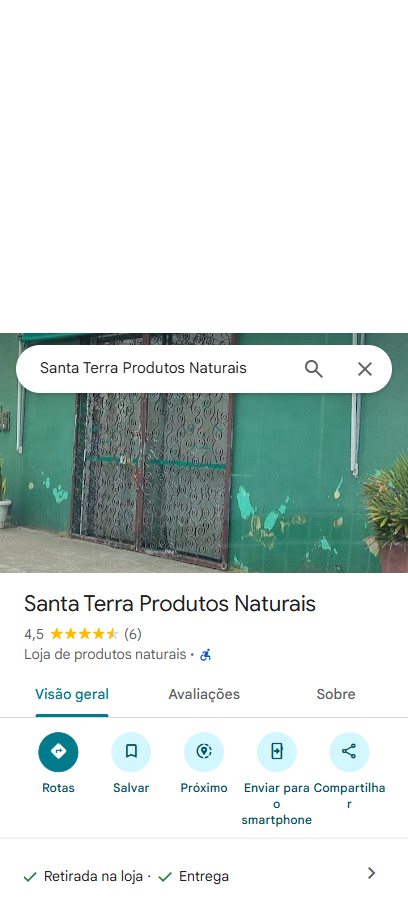 Santa Terra Produtos Naturais
Santa Terra Produtos Naturais
4,5 (6)
Loja de produtos naturais ·
Visão geral Avaliações Sobre
Rotas Salvar Próximo Enviar para o smartphone Compartilhar
Retirada na loja · Entrega